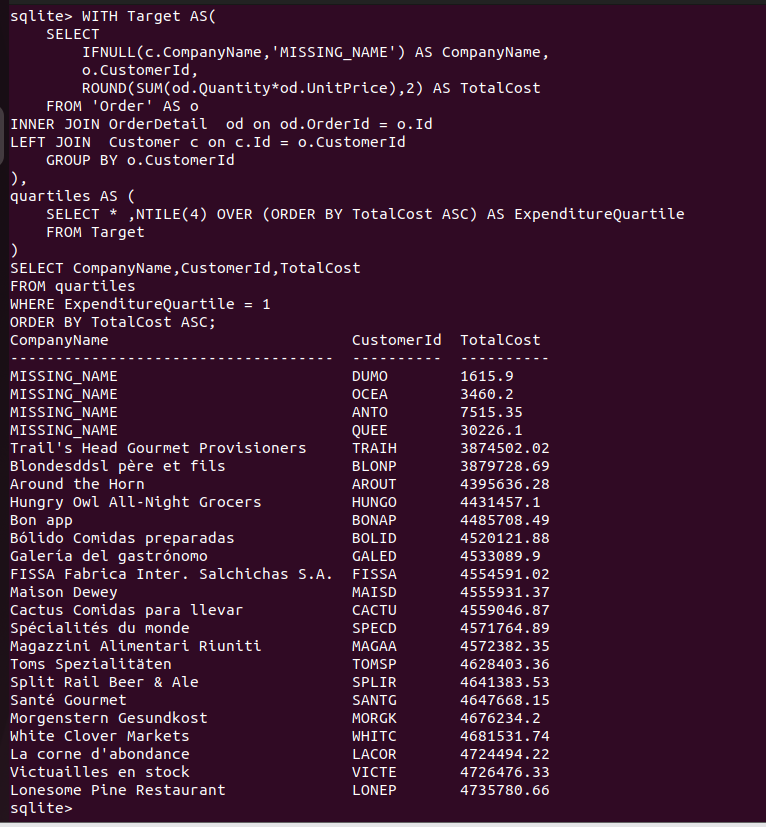 sqlite> WITH Target AS(
    SELECT
        IFNULL(c.CompanyName,'MISSING_NAME') AS CompanyName,
        o.CustomerId,
        ROUND(SUM(od.Quantity*od.UnitPrice),2) AS TotalCost
    FROM 'Order' AS o
INNER JOIN OrderDetail  od on od.OrderId = o.Id
LEFT JOIN  Customer c on c.Id = o.CustomerId
    GROUP BY o.CustomerId
),
quartiles AS (
    SELECT * ,NTILE(4) OVER (ORDER BY TotalCost ASC) AS ExpenditureQuartile
    FROM Target
)
SELECT CompanyName,CustomerId,TotalCost
FROM quartiles
WHERE ExpenditureQuartile = 1
ORDER BY TotalCost ASC;
CompanyName                           CustomerId  TotalCost
------------------------------------  ----------  ----------
MISSING_NAME                          DUMO        1615.9
MISSING_NAME                          OCEA        3460.2
MISSING_NAME                          ANTO        7515.35
MISSING_NAME                          QUEE        30226.1
Trail's Head Gourmet Provisioners     TRAIH       3874502.02
Blondesddsl père et fils              BLONP       3879728.69
Around the Horn                       AROUT       4395636.28
Hungry Owl All-Night Grocers          HUNGO       4431457.1
Bon app                               BONAP       4485708.49
Bólido Comidas preparadas             BOLID       4520121.88
Galería del gastrónomo                GALED       4533089.9
FISSA Fabrica Inter. Salchichas S.A.  FISSA       4554591.02
Maison Dewey                          MAISD       4555931.37
Cactus Comidas para llevar            CACTU       4559046.87
Spécialités du monde                  SPECD       4571764.89
Magazzini Alimentari Riuniti          MAGAA       4572382.35
Toms Spezialitäten                    TOMSP       4628403.36
Split Rail Beer & Ale                 SPLIR       4641383.53
Santé Gourmet                         SANTG       4647668.15
Morgenstern Gesundkost                MORGK       4676234.2
White Clover Markets                  WHITC       4681531.74
La corne d'abondance                  LACOR       4724494.22
Victuailles en stock                  VICTE       4726476.33
Lonesome Pine Restaurant              LONEP       4735780.66
sqlite>